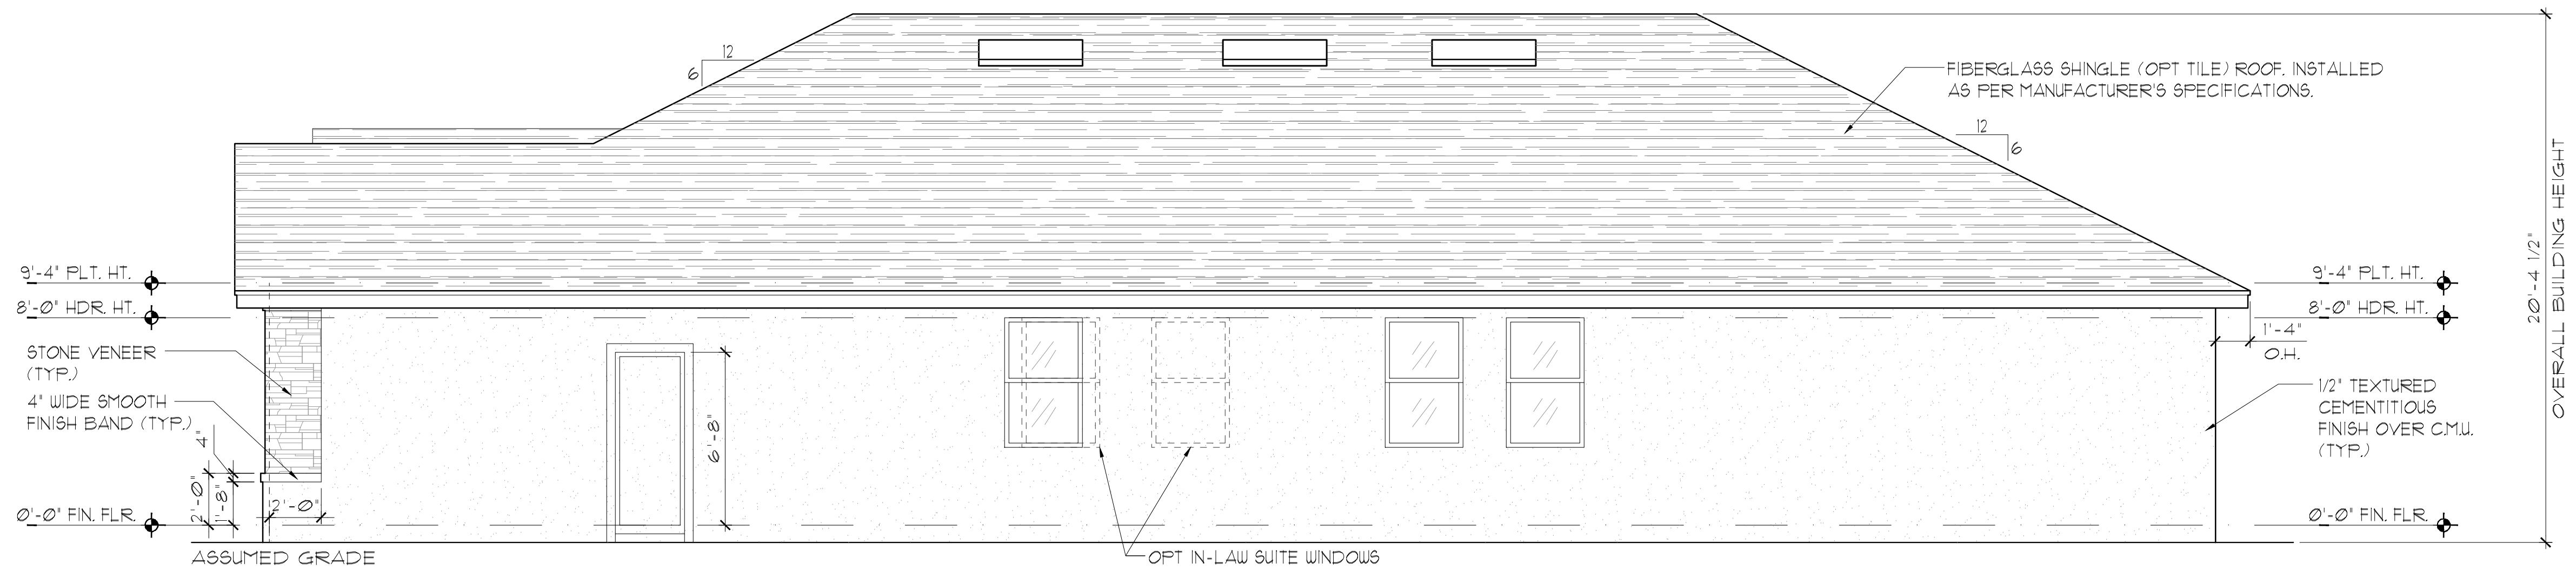 12
6
FIBERGLASS SHINGLE (OPT TILE) ROOF. INSTALLED
AS PER MANUFACTURER'S SPECIFICATIONS.
12
6
9'-4" PLT. HT.
8'-0" HDR. HT.
STONE VENEER
(TYP.)
4" WIDE SMOOTH
FINISH BAND (TYP.)
4"
2'-0"
1'-8"
2'-0"
0'-0" FIN. FLR.
ASSUMED GRADE
6'-8"
OPT IN-LAW SUITE WINDOWS
9'-4" PLT. HT.
8'-0" HDR. HT.
1'-4"
O.H.
1/2" TEXTURED
CEMENTITIOUS
FINISH OVER C.M.U.
(TYP.)
0'-0" FIN. FLR.
20'-4 1/2"
OVERALL BUILDING HEIGHT